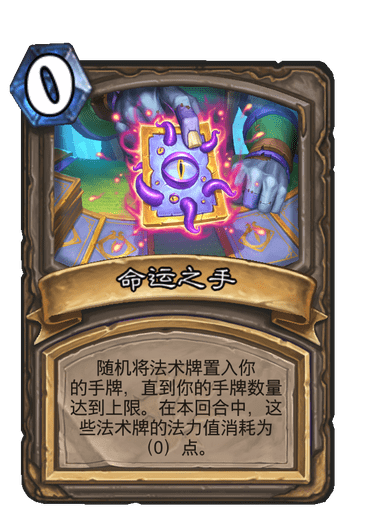 0
命运之手
随机将法术牌置入你
的手牌，直到你的手牌数量
达到上限。在本回合中，这
些法术牌的法力值消耗为
（0）点。